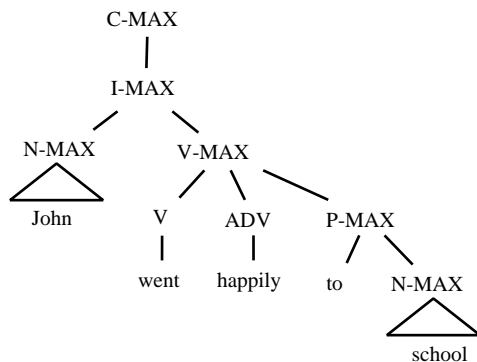 C-MAX
I-MAX
N-MAX V-MAX
John V ADV P-MAX
went happily to N-MAX
school